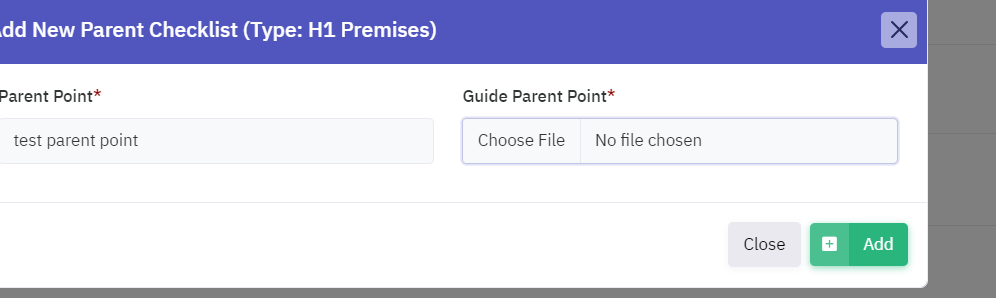 dd New Parent Checklist (Type: H1 Premises)
Parent Point* Guide Parent Point*
test parent point Choose File No file chosen
Close Add